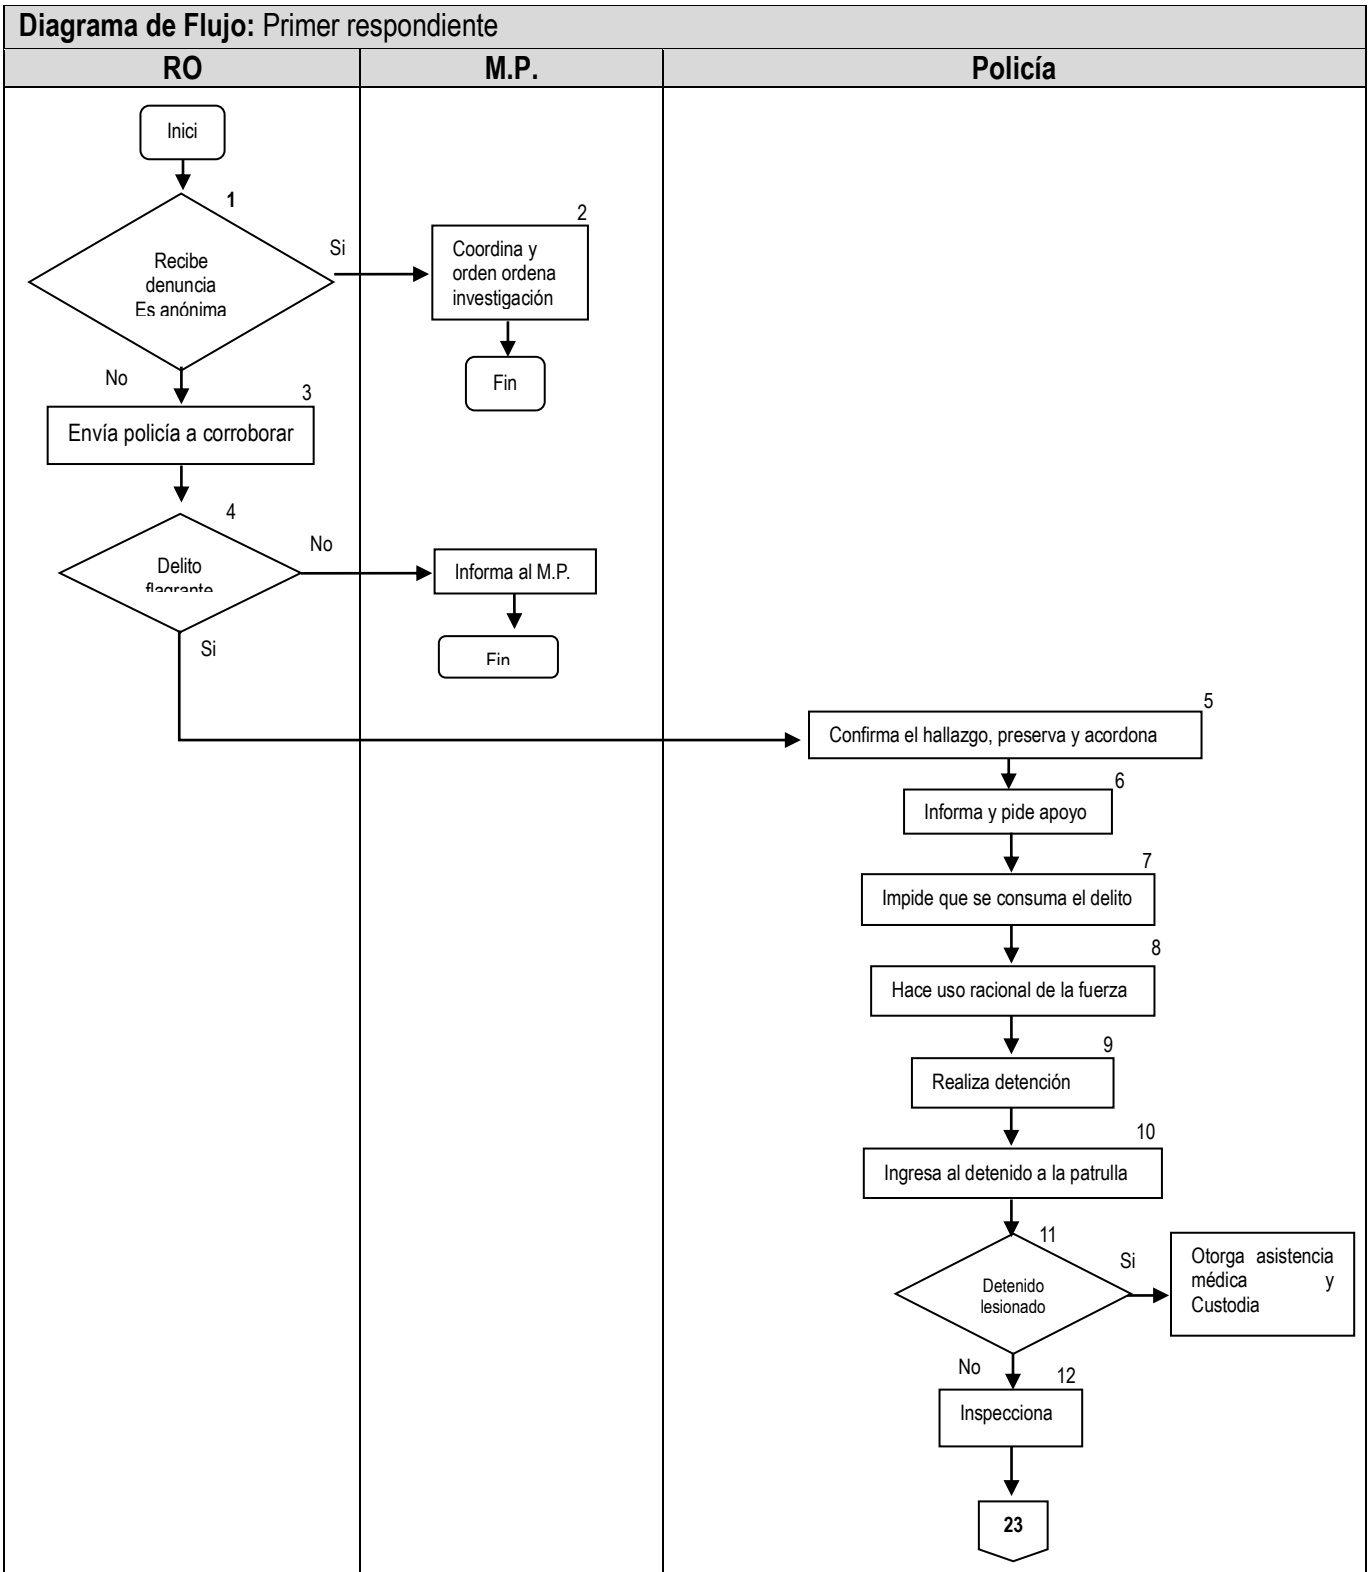 Diagrama de Flujo: Primer respondiente
RO
M.P.
Policía
Inici
1
Recibe
denuncia
Es anónima
Si
2
Coordina y
orden ordena
investigación
Fin
No
3
Envía policía a corroborar
4
Delito
flagrante
No
Informa al M.P.
Fin
Si
5
Confirma el hallazgo, preserva y acordona
6
Informa y pide apoyo
7
Impide que se consuma el delito
8
Hace uso racional de la fuerza
9
Realiza detención
10
Ingresa al detenido a la patrulla
11
Detenido
lesionado
Si
Otorga asistencia
médica y
Custodia
No
12
Inspecciona
23